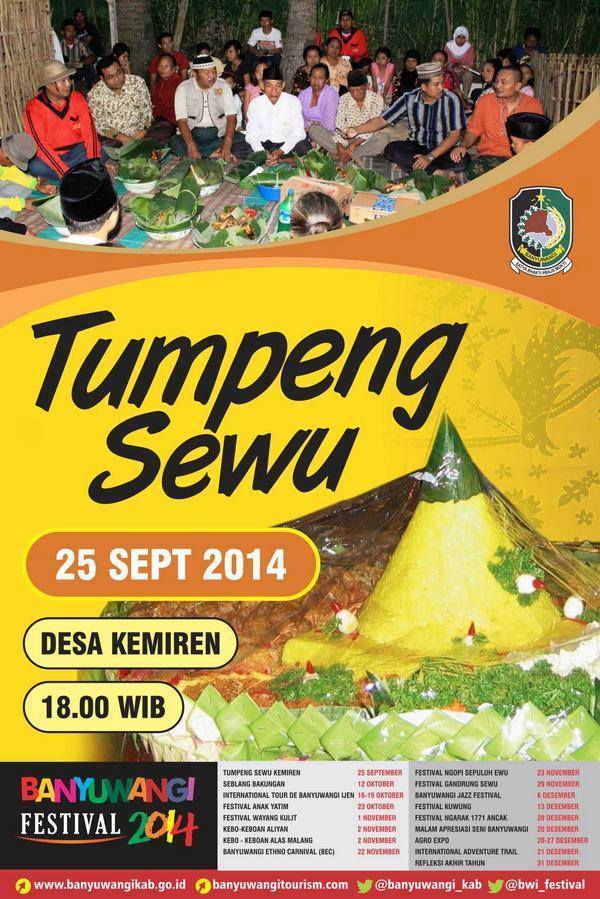 BANYUWANGI
SATYA BHAKTI PRAJA MUKTI
Tumpeng
Sewu
25 SEPT 2014
DESA KEMIREN
18.00 WIB
BANYUWANGI
FESTIVAL 2014
TUMPENG SEWU KEMIREN 25 SEPTEMBER
SEBLANG BAKUNGAN 12 OKTOBER
INTERNATIONAL TOUR DE BANYUWANGI IJEN 16-19 OKTOBER
FESTIVAL ANAK YATIM 23 OKTOBER
FESTIVAL WAYANG KULIT 1 NOVEMBER
KEBO-KEBOAN ALIYAN 2 NOVEMBER
KEBO - KEBOAN ALAS MALANG 2 NOVEMBER
BANYUWANGI ETHNO CARNIVAL (BEC) 22 NOVEMBER
FESTIVAL NGOPI SEPULUH EWU 23 NOVEMBER
FESTIVAL GANDRUNG SEWU 29 NOVEMBER
BANYUWANGI JAZZ FESTIVAL 6 DESEMBER
FESTIVAL KUWUNG 13 DESEMBER
FESTIVAL NGARAK 1771 ANCAK 20 DESEMBER
MALAM APRESIASI SENI BANYUWANGI 20 DESEMBER
AGRO EXPO 20-27 DESEMBER
INTERNATIONAL ADVENTURE TRAIL 21 DESEMBER
REFLEKSI AKHIR TAHUN 31 DESEMBER
www.banyuwangikab.go.id banyuwangitourism.com @banyuwangi_kab @bwi_festival